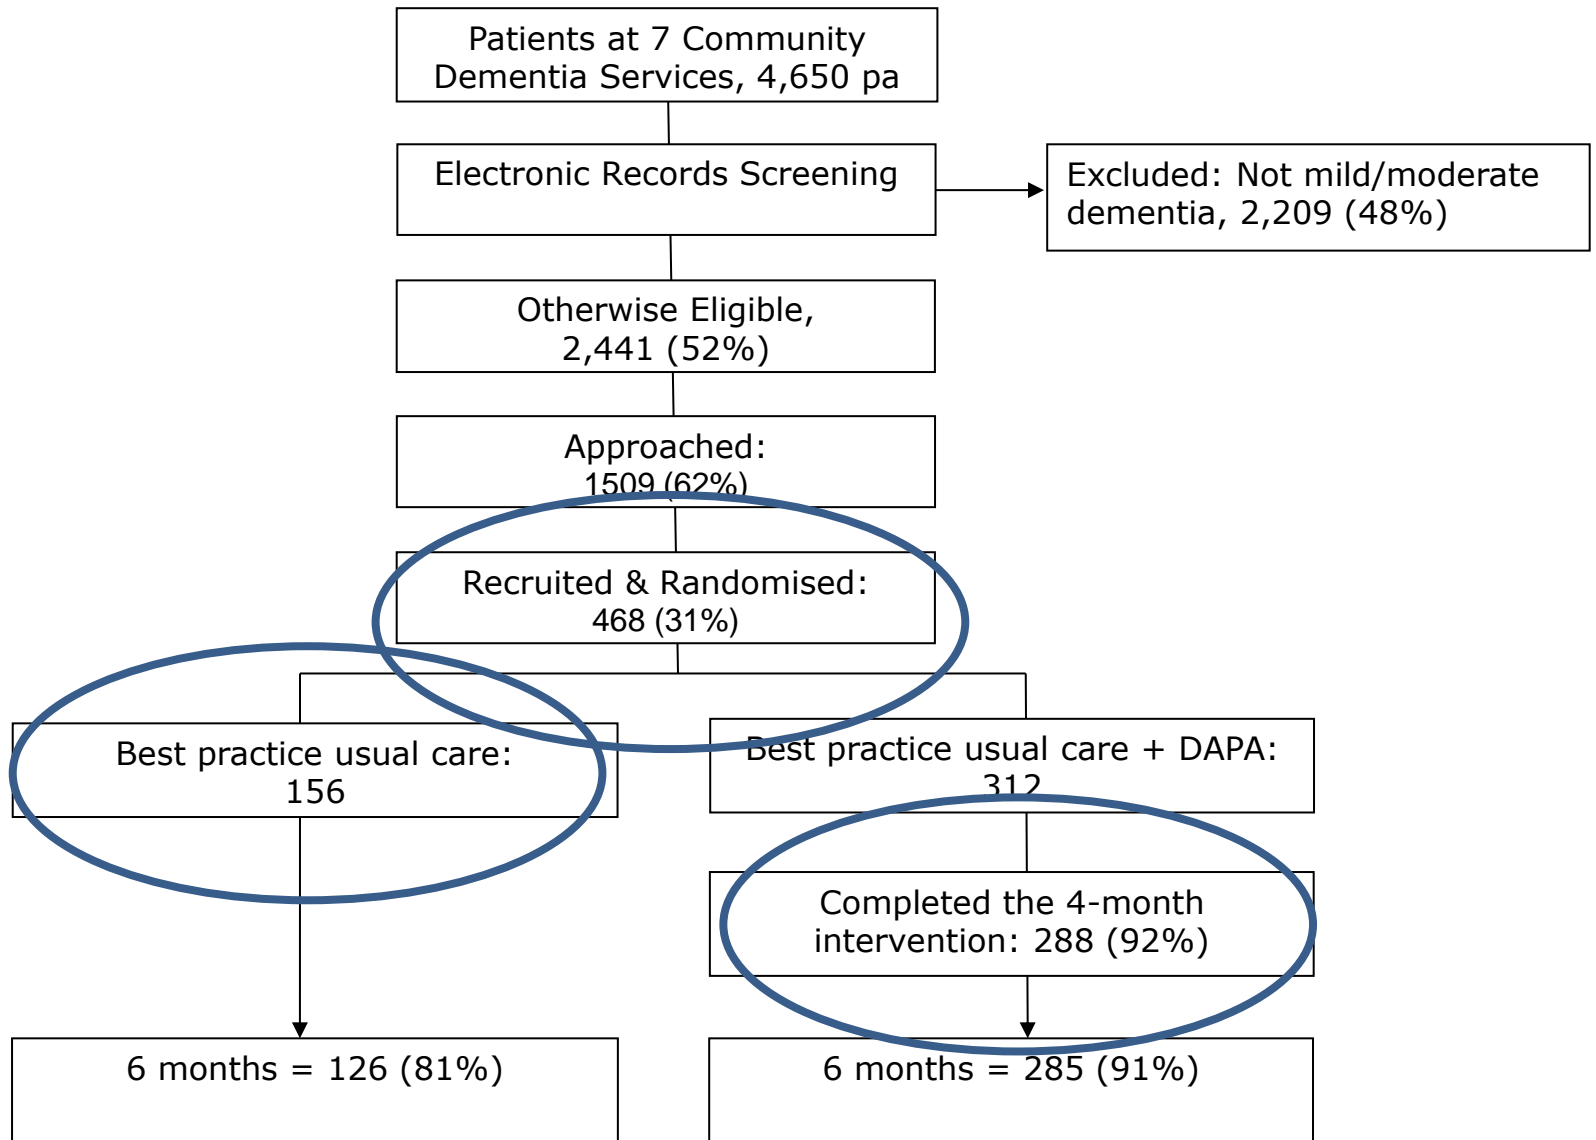 Patients at 7 Community
Dementia Services, 4,650 pa
Electronic Records Screening
Excluded: Not mild/moderate
dementia, 2,209 (48%)
Otherwise Eligible,
2,441 (52%)
Approached:
1509 (62%)
Recruited & Randomised:
468 (31%)
Best practice usual care:
156
Best practice usual care + DAPA:
312
Completed the 4-month
intervention: 288 (92%)
6 months = 126 (81%)
6 months = 285 (91%)